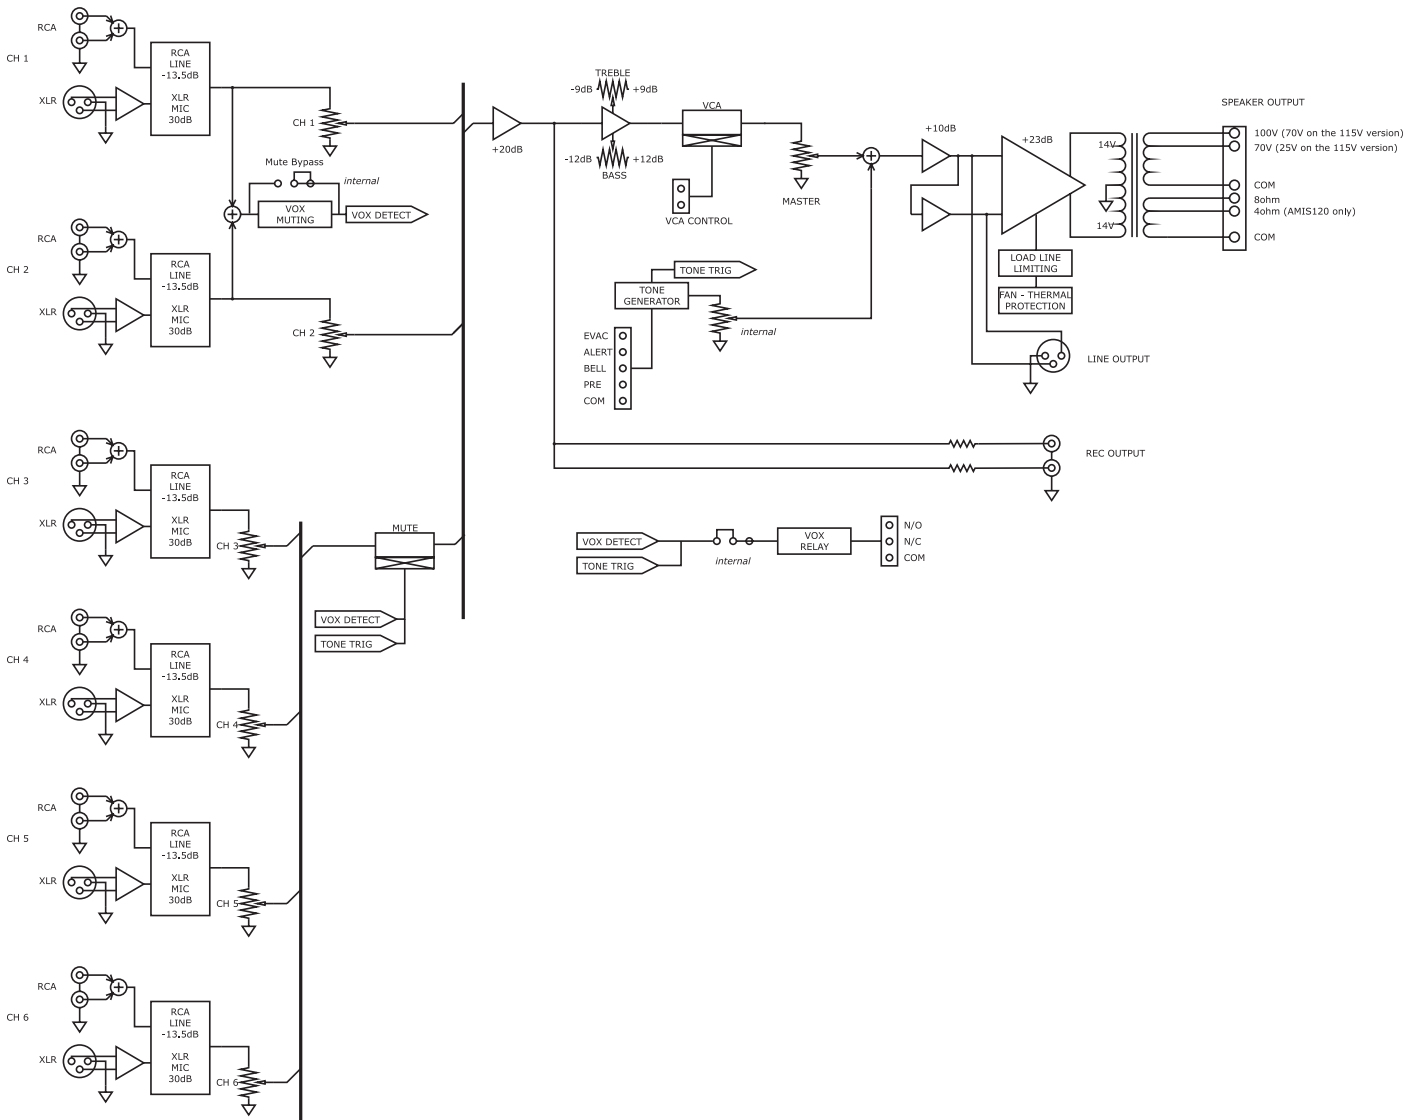 RCA
CH 1
XLR
RCA
LINE
-13.5dB
XLR
MIC
30dB
CH 1
Mute Bypass
internal
VOX
MUTING
VOX DETECT
RCA
CH 2
XLR
RCA
LINE
-13.5dB
XLR
MIC
30dB
CH 2
RCA
CH 3
XLR
RCA
LINE
-13.5dB
XLR
MIC
30dB
CH 3
RCA
CH 4
XLR
RCA
LINE
-13.5dB
XLR
MIC
30dB
CH 4
RCA
CH 5
XLR
RCA
LINE
-13.5dB
XLR
MIC
30dB
CH 5
RCA
CH 6
XLR
RCA
LINE
-13.5dB
XLR
MIC
30dB
CH 6
MUTE
VOX DETECT
TONE TRIG
+20dB
TREBLE
-9dB +9dB
-12dB +12dB
BASS
VCA
VCA CONTROL
MASTER
TONE TRIG
TONE
GENERATOR
internal
EVAC
ALERT
BELL
PRE
COM
+10dB
+23dB
14V
14V
LOAD LINE
LIMITING
FAN - THERMAL
PROTECTION
SPEAKER OUTPUT
100V (70V on the 115V version)
70V (25V on the 115V version)
COM
8ohm
4ohm (AMIS120 only)
COM
LINE OUTPUT
REC OUTPUT
VOX DETECT
TONE TRIG
internal
VOX
RELAY
N/O
N/C
COM